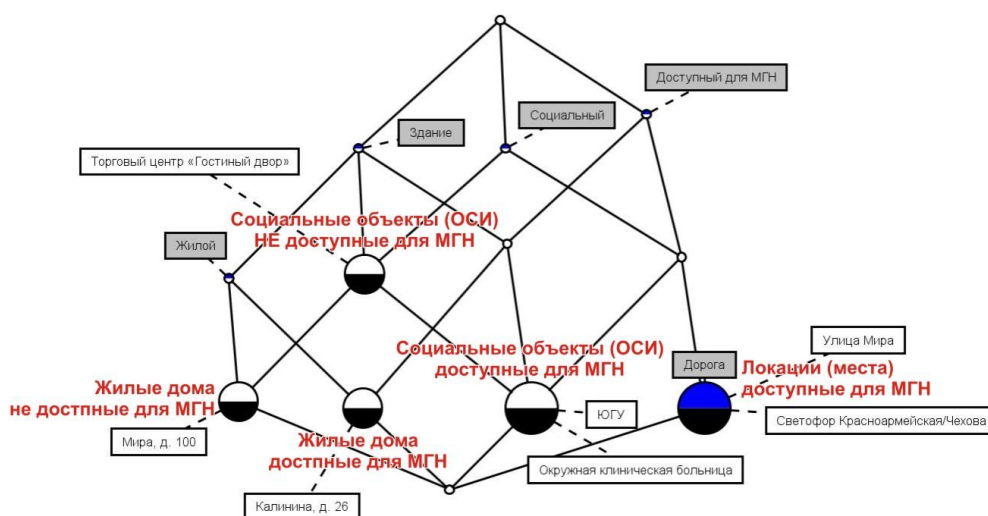 Доступный для МГН
Социальный
Здание
Торговый центр «Гостиный двор»
Социальные объекты (ОСИ)
НЕ доступные для МГН
Жилой
Улица Мира
Социальные объекты (ОСИ)
доступные для МГН
Дорога
Локации (места)
доступные для МГН
Жилые дома
не достпные для МГН
ЮГУ
Светофор Красноармейская/Чехова
Мира, д. 100
Жилые дома
достпные для МГН
Окружная клиническая больница
Калинина, д. 26